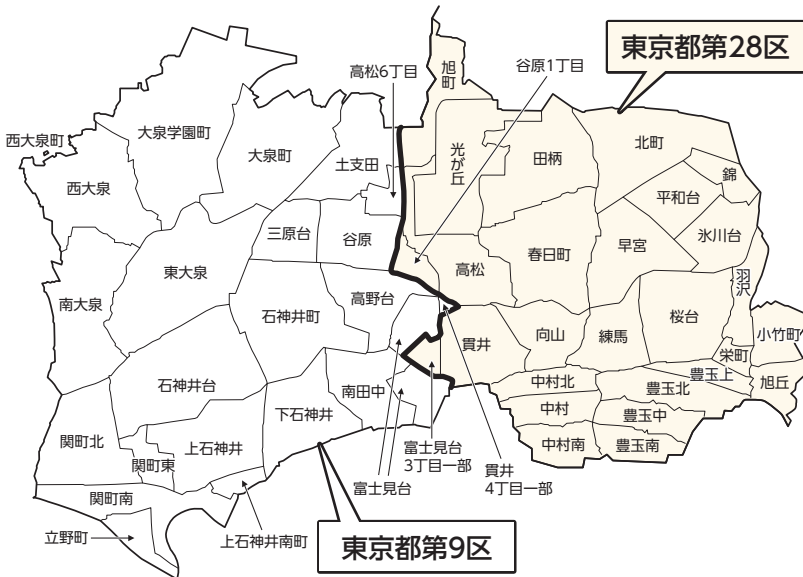 東京都第28区
高松6丁目
谷原1丁目
旭町
西大泉町
大泉学園町
大泉町
土支田
光が丘
田柄
北町
錦
西大泉
平和台
三原台
谷原
高松
春日町
早宮
氷川台
南大泉
東大泉
石神井町
高野台
羽沢
貫井
向山
練馬
桜台
小竹町
栄町
石神井台
南田中
中村北
豊玉北
豊玉上
旭丘
下石神井
中村
豊玉中
関町北
上石神井
関町東
中村南
豊玉南
富士見台
3丁目一部
貫井
4丁目一部
富士見台
関町南
立野町
上石神井南町
東京都第9区